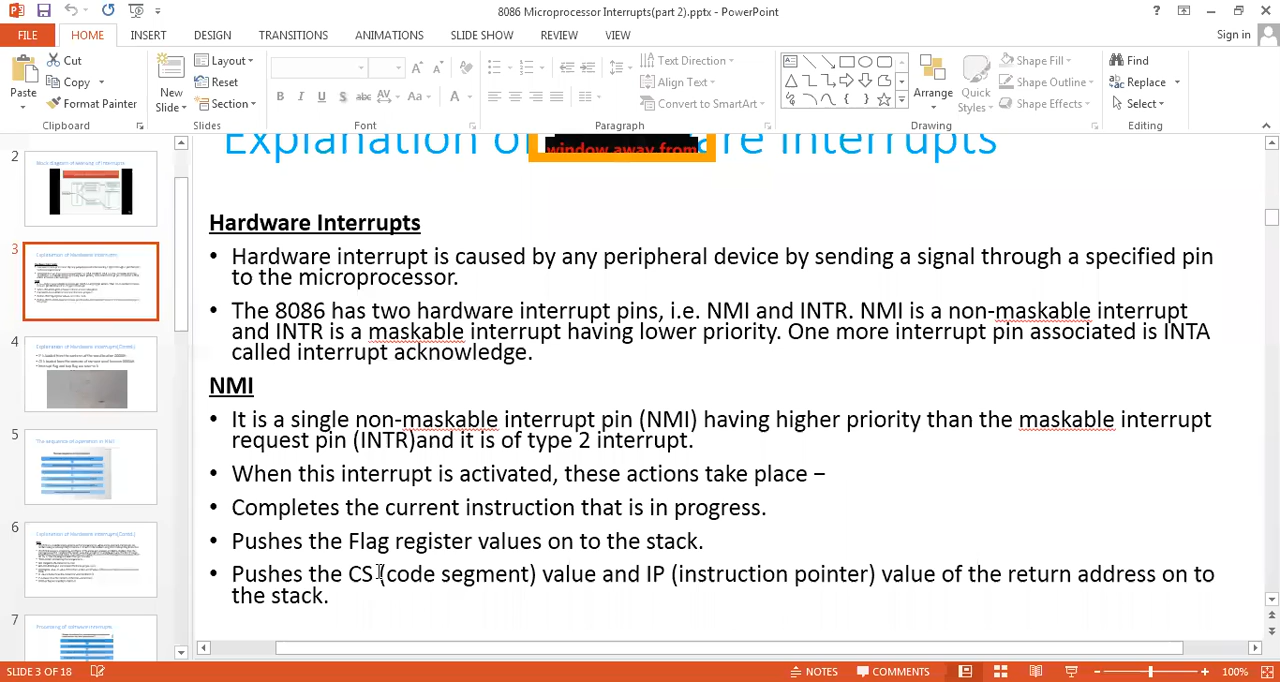 8086 Microprocessor Interrupts(part 2).pptx - PowerPoint
?
FILE HOME INSERT DESIGN TRANSITIONS ANIMATIONS SLIDE SHOW REVIEW VIEW Sign in
Paste
Cut
Copy
Format Painter
Clipboard
New Slide
Layout
Reset
Section
Slides
B I U S abc AV Aa A
Font
Text Direction
Align Text
Convert to SmartArt
Paragraph
Arrange
Quick Styles
Shape Fill
Shape Outline
Shape Effects
Drawing
Find
Replace
Select
Editing
2
3
4
5
6
7
Explanation of
window away from
are Interrupts
Hardware Interrupts
• Hardware interrupt is caused by any peripheral device by sending a signal through a specified pin
to the microprocessor.
• The 8086 has two hardware interrupt pins, i.e. NMI and INTR. NMI is a non-maskable interrupt
and INTR is a maskable interrupt having lower priority. One more interrupt pin associated is INTA
called interrupt acknowledge.
NMI
• It is a single non-maskable interrupt pin (NMI) having higher priority than the maskable interrupt
request pin (INTR)and it is of type 2 interrupt.
• When this interrupt is activated, these actions take place −
• Completes the current instruction that is in progress.
• Pushes the Flag register values on to the stack.
• Pushes the CS (code segment) value and IP (instruction pointer) value of the return address on to
the stack.
SLIDE 3 OF 18 NOTES COMMENTS 100%